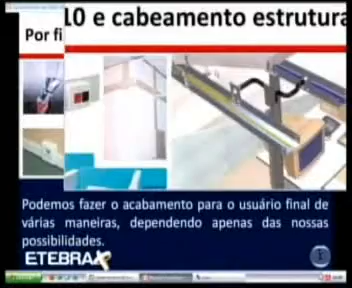 10 e cabeamento estrutura
Por fi
Podemos fazer o acabamento para o usuário final de
várias maneiras, dependendo apenas das nossas
possibilidades.
ETEBRAX